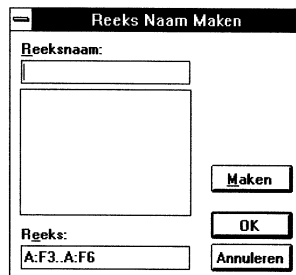 Reeks Naam Maken
Reeksnaam:
Maken
OK
Reeks:
A:F3..A:F6
Annuleren